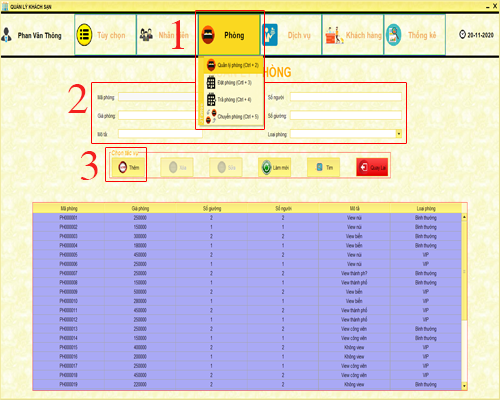 QUẢN LÝ KHÁCH SẠN
Phan Văn Thông
Tùy chọn
Nhân viên
1
Phòng
Dịch vụ
Khách hàng
Thống kê
20-11-2020
Quản lý phòng (Ctrl + 2)
Đặt phòng (Ctrl + 3)
Trả phòng (Ctrl + 4)
Chuyển phòng (Ctrl + 5)
HÒNG
2
Mã phòng:
Số người:
Giá phòng:
Số giường:
Mô tả:
Loại phòng:
3
Chọn tác vụ
Thêm
Sửa
Xóa
Làm mới
Tìm
Quay Lại
Mã phòng Giá phòng Số giường Số người Mô tả Loại phòng
PH000001 250000 2 2 View núi Bình thường
PH000002 150000 1 1 View núi Bình thường
PH000003 300000 2 2 View biển Bình thường
PH000004 160000 1 1 View biển Bình thường
PH000005 450000 2 2 View núi VIP
PH000006 250000 1 1 View núi VIP
PH000007 250000 2 2 View thành ph? Bình thường
PH000008 150000 1 1 View thành phố Bình thường
PH000009 500000 2 2 View biển VIP
PH000010 280000 1 1 View biển VIP
PH000011 450000 2 2 View thành phố VIP
PH000012 250000 1 1 View thành phố VIP
PH000013 250000 2 2 View công viên Bình thường
PH000014 150000 1 1 View công viên Bình thường
PH000015 400000 2 2 Không view VIP
PH000016 200000 1 1 Không view VIP
PH000017 250000 1 1 View công viên VIP
PH000018 450000 2 2 View công viên VIP
PH000019 220000 2 2 Không view Bình thường